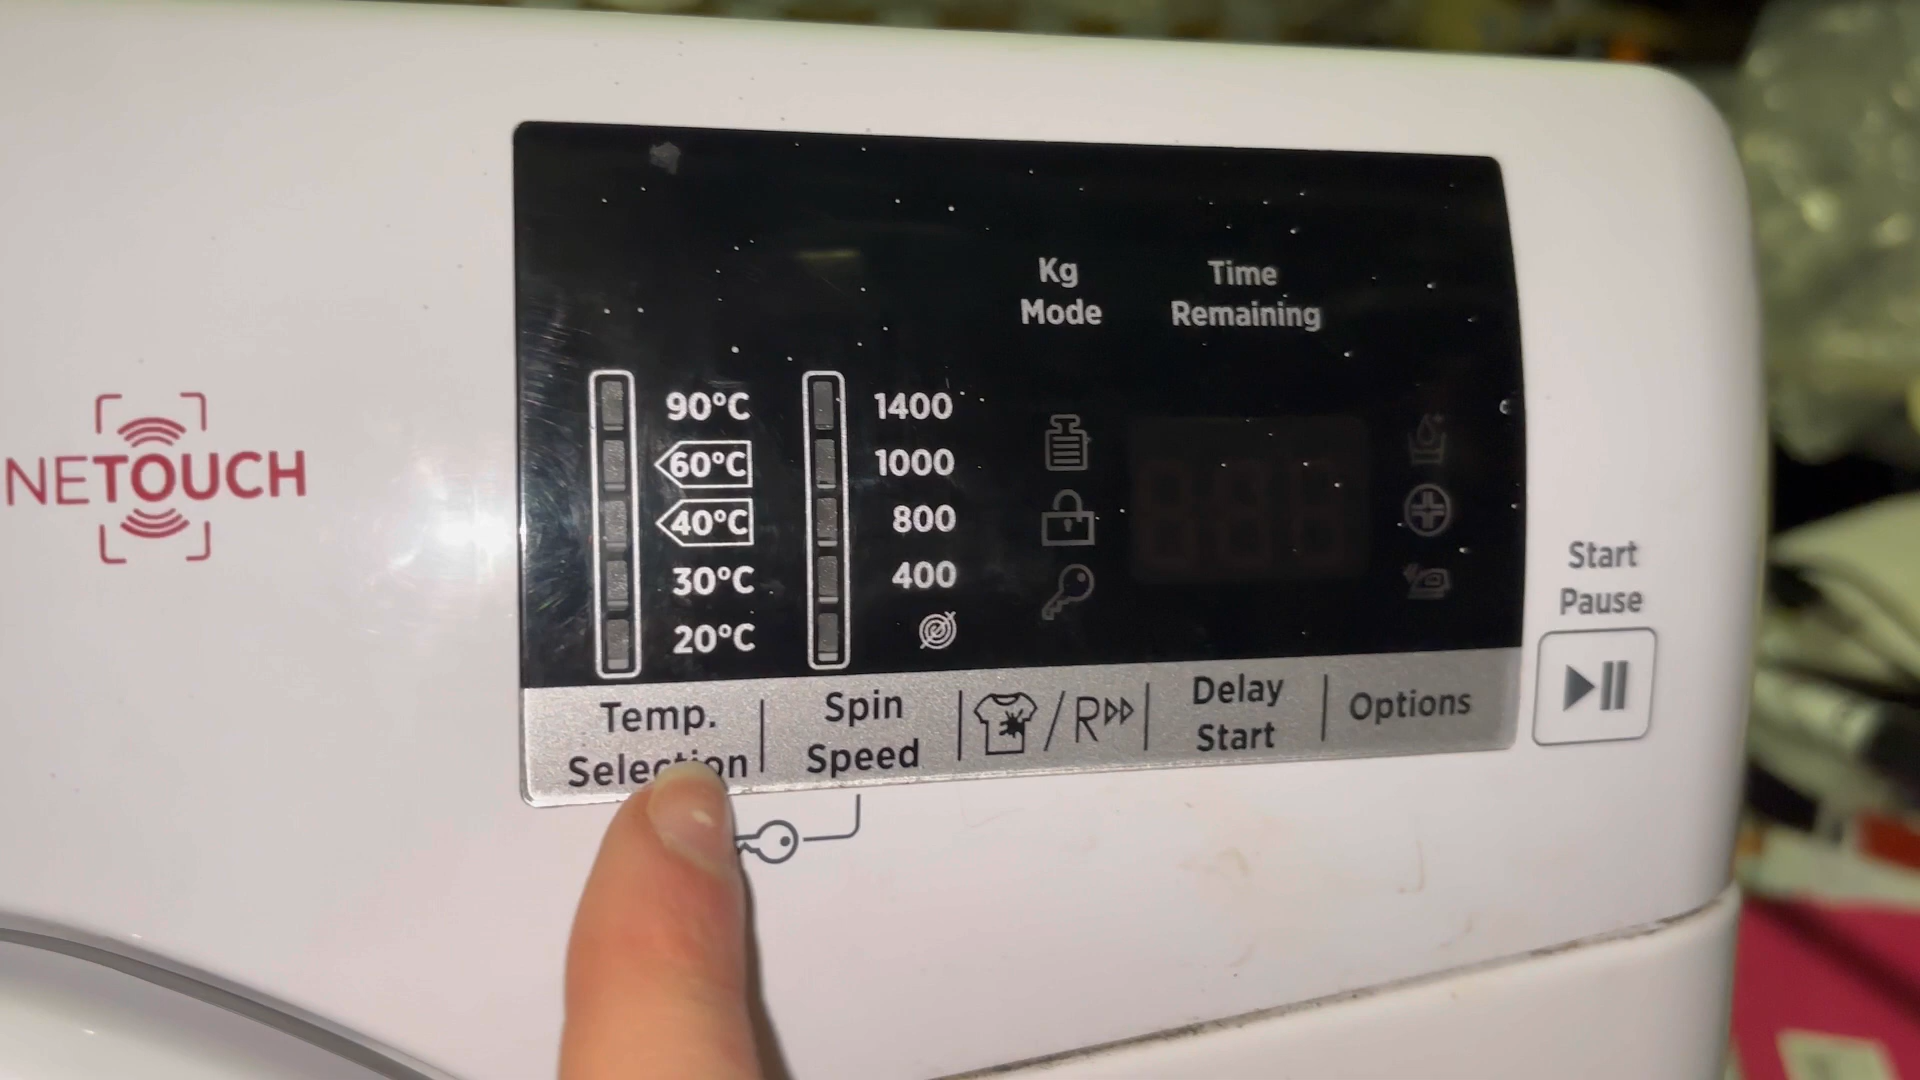 NETOUCH
Kg
Mode
Time
Remaining
90°C
60°C
40°C
30°C
20°C
1400
1000
800
400
Temp.
Selection
Spin
Speed
/R
Delay
Start
Options
Start
Pause